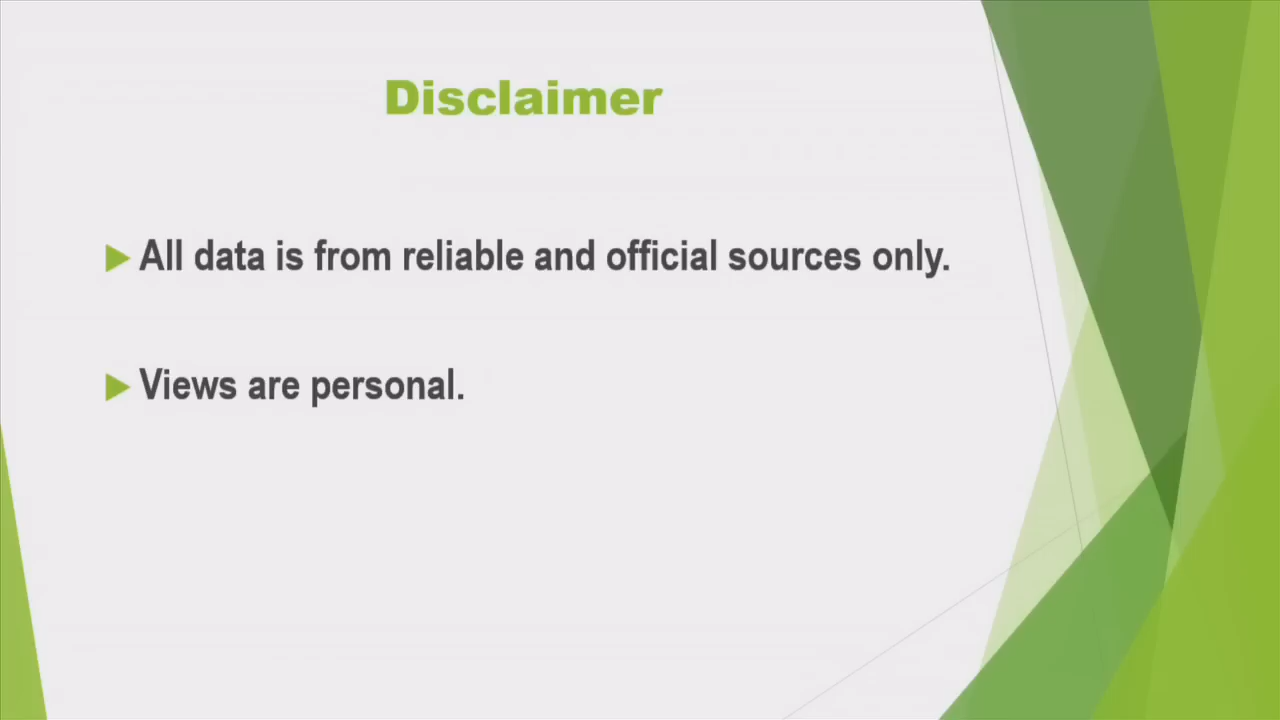 Disclaimer
All data is from reliable and official sources only.
Views are personal.